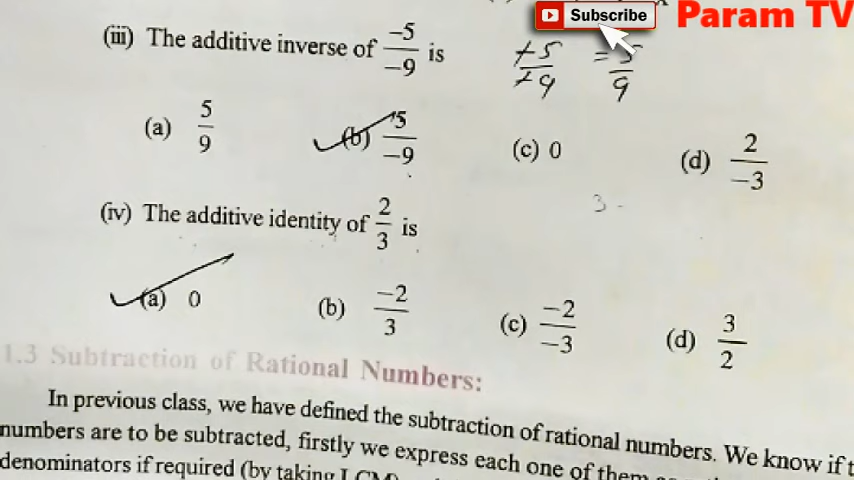 Subscribe Param TV
(iii) The additive inverse of -5/-9 is +5/+9 = 5/9
(a) 5/9 (b) 5/-9 (c) 0 (d) 2/-3
3 -
(iv) The additive identity of 2/3 is
(a) 0 (b) -2/3 (c) -2/-3 (d) 3/2
1.3 Subtraction of Rational Numbers:
In previous class, we have defined the subtraction of rational numbers. We know if t
numbers are to be subtracted, firstly we express each one of them
denominators if required (by taking LCM)